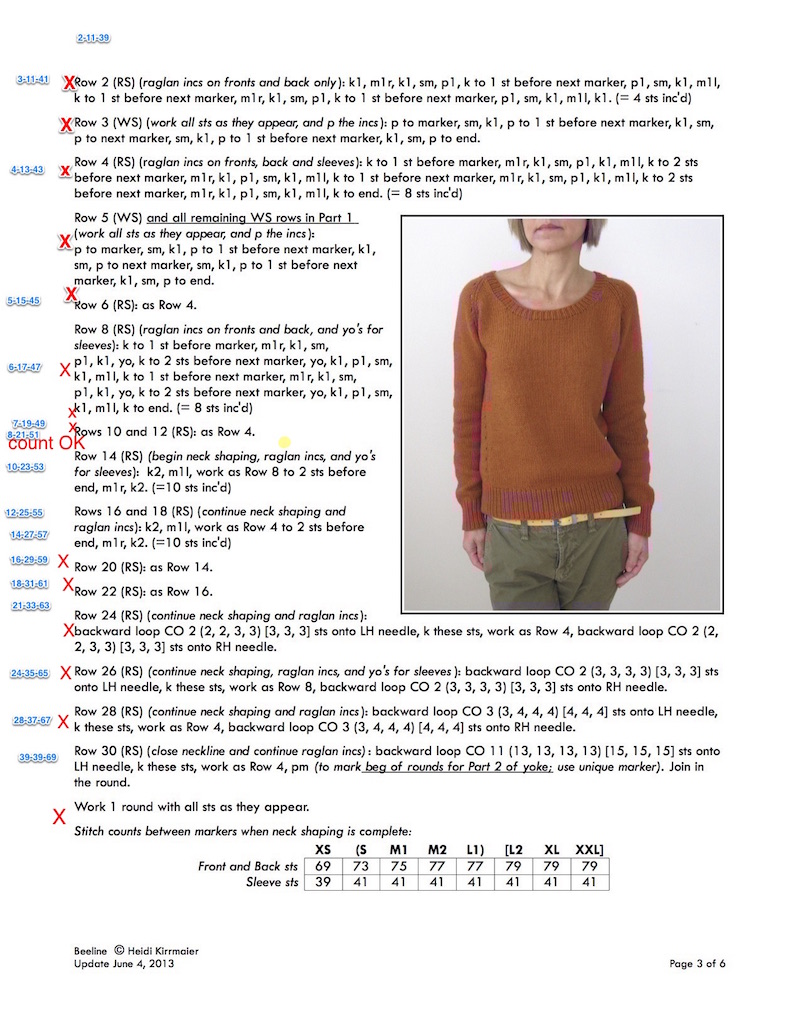 2-11-39
3-11-41
X Row 2 (RS) (raglan incs on fronts and back only): k1, m1r, k1, sm, p1, k to 1 st before next marker, p1, sm, k1, m1l,
k to 1 st before next marker, m1r, k1, sm, p1, k to 1 st before next marker, p1, sm, k1, m1l, k1. (= 4 sts inc'd)
X Row 3 (WS) (work all sts as they appear, and p the incs): p to marker, sm, k1, p to 1 st before next marker, k1, sm,
p to next marker, sm, k1, p to 1 st before next marker, k1, sm, p to end.
4-13-43
x Row 4 (RS) (raglan incs on fronts, back and sleeves): k to 1 st before next marker, m1r, k1, sm, p1, k1, m1l, k to 2 sts
before next marker, m1r, k1, p1, sm, k1, m1l, k to 1 st before next marker, m1r, k1, sm, p1, k1, m1l, k to 2 sts
before next marker, m1r, k1, p1, sm, k1, m1l, k to end. (= 8 sts inc'd)
Row 5 (WS) and all remaining WS rows in Part 1
X (work all sts as they appear, and p the incs):
p to marker, sm, k1, p to 1 st before next marker, k1,
sm, p to next marker, sm, k1, p to 1 st before next
marker, k1, sm, p to end.
5-15-45
X Row 6 (RS): as Row 4.
Row 8 (RS) (raglan incs on fronts and back, and yo's for
sleeves): k to 1 st before marker, m1r, k1, sm,
6-17-47
X p1, k1, yo, k to 2 sts before next marker, yo, k1, p1, sm,
k1, m1l, k to 1 st before next marker, m1r, k1, sm,
p1, k1, yo, k to 2 sts before next marker, yo, k1, p1, sm,
x k1, m1l, k to end. (= 8 sts inc'd)
7-19-49
8-21-51
x Rows 10 and 12 (RS): as Row 4.
count OK
10-23-53
Row 14 (RS) (begin neck shaping, raglan incs, and yo's
for sleeves): k2, m1l, work as Row 8 to 2 sts before
end, m1r, k2. (=10 sts inc'd)
12-25-55
14-27-57
Rows 16 and 18 (RS) (continue neck shaping and
raglan incs): k2, m1l, work as Row 4 to 2 sts before
end, m1r, k2. (=10 sts inc'd)
16-29-59
X Row 20 (RS): as Row 14.
18-31-61
X Row 22 (RS): as Row 16.
21-33-63
Row 24 (RS) (continue neck shaping and raglan incs):
X backward loop CO 2 (2, 2, 3, 3) [3, 3, 3] sts onto LH needle, k these sts, work as Row 4, backward loop CO 2 (2,
2, 3, 3) [3, 3, 3] sts onto RH needle.
24-35-65
X Row 26 (RS) (continue neck shaping, raglan incs, and yo's for sleeves): backward loop CO 2 (3, 3, 3, 3) [3, 3, 3] sts
onto LH needle, k these sts, work as Row 8, backward loop CO 2 (3, 3, 3, 3) [3, 3, 3] sts onto RH needle.
28-37-67
X Row 28 (RS) (continue neck shaping and raglan incs): backward loop CO 3 (3, 4, 4, 4) [4, 4, 4] sts onto LH needle,
k these sts, work as Row 4, backward loop CO 3 (3, 4, 4, 4) [4, 4, 4] sts onto RH needle.
39-39-69
Row 30 (RS) (close neckline and continue raglan incs): backward loop CO 11 (13, 13, 13, 13) [15, 15, 15] sts onto
LH needle, k these sts, work as Row 4, pm (to mark beg of rounds for Part 2 of yoke; use unique marker). Join in
the round.
X Work 1 round with all sts as they appear.
Stitch counts between markers when neck shaping is complete:
XS (S M1 M2 L1) [L2 XL XXL]
Front and Back sts 69 73 75 77 77 79 79 79
Sleeve sts 39 41 41 41 41 41 41 41
Beeline © Heidi Kirrmaier
Update June 4, 2013
Page 3 of 6